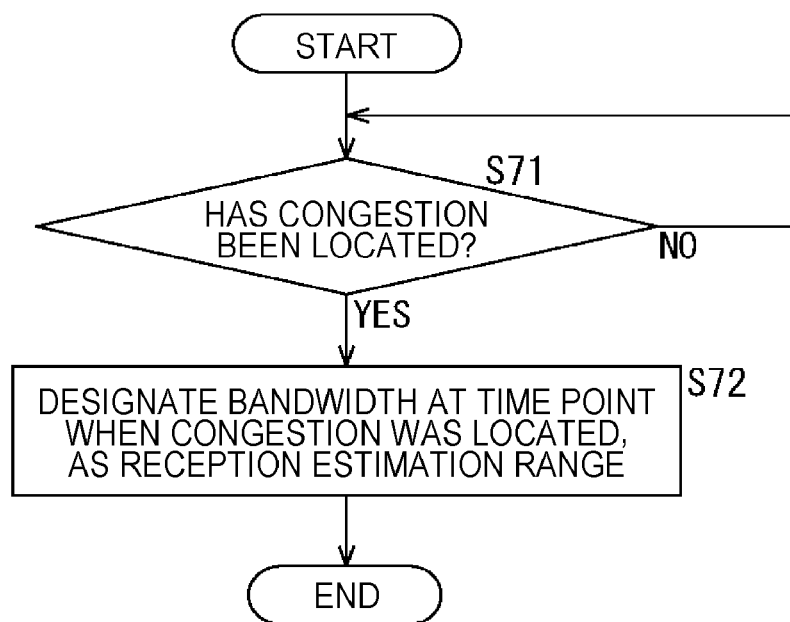 START
S71
HAS CONGESTION
BEEN LOCATED?
NO
YES
S72
DESIGNATE BANDWIDTH AT TIME POINT
WHEN CONGESTION WAS LOCATED,
AS RECEPTION ESTIMATION RANGE
END